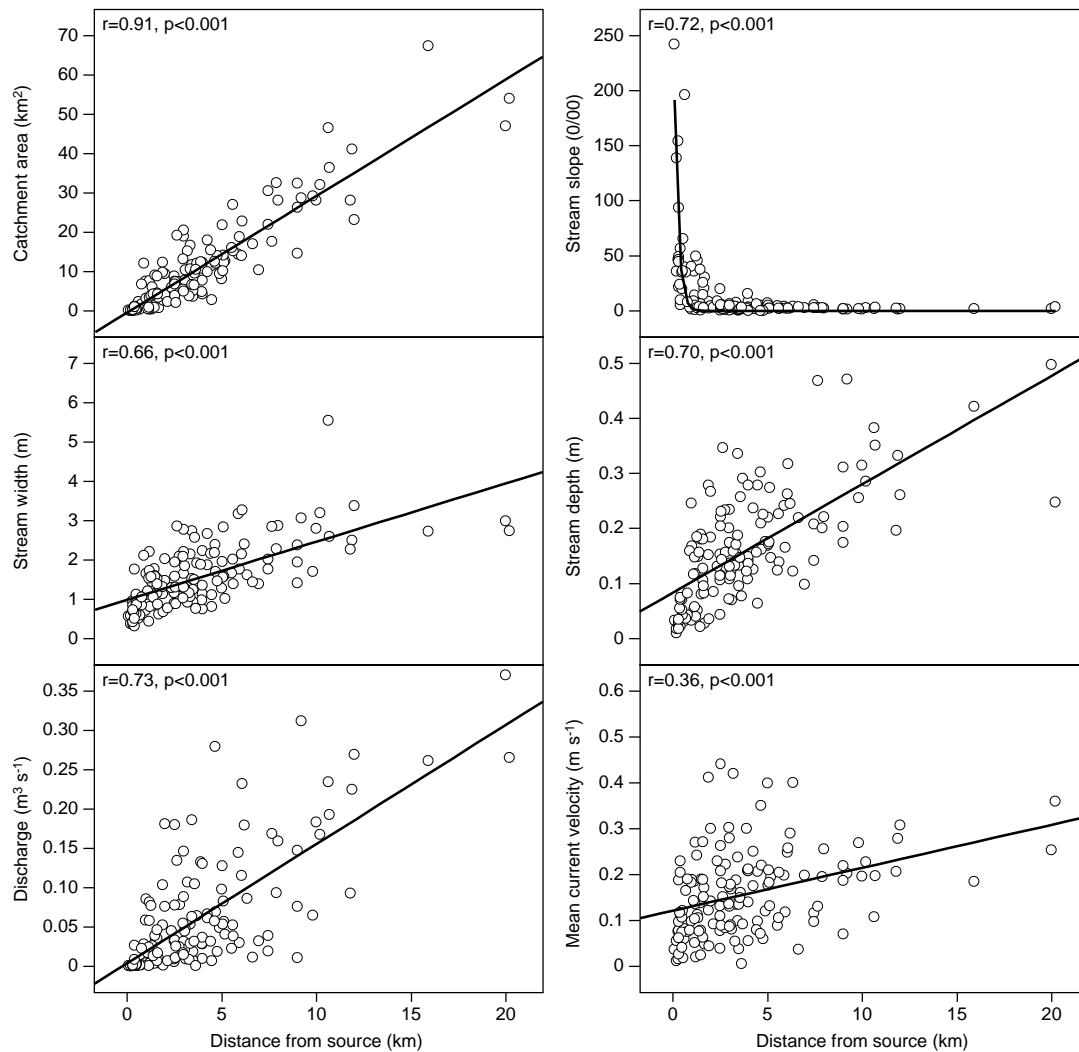 r=0.91, p<0.001
70
60
50
40
30
20
10
0
Catchment area (km²)
r=0.72, p<0.001
250
200
150
100
50
0
Stream slope (0/00)
r=0.66, p<0.001
7
6
5
4
3
2
1
0
Stream width (m)
r=0.70, p<0.001
0.5
0.4
0.3
0.2
0.1
0
Stream depth (m)
r=0.73, p<0.001
0.35
0.30
0.25
0.20
0.15
0.10
0.05
0
Discharge (m³ s⁻¹)
0 5 10 15 20
Distance from source (km)
r=0.36, p<0.001
0.6
0.5
0.4
0.3
0.2
0.1
0
Mean current velocity (m s⁻¹)
0 5 10 15 20
Distance from source (km)